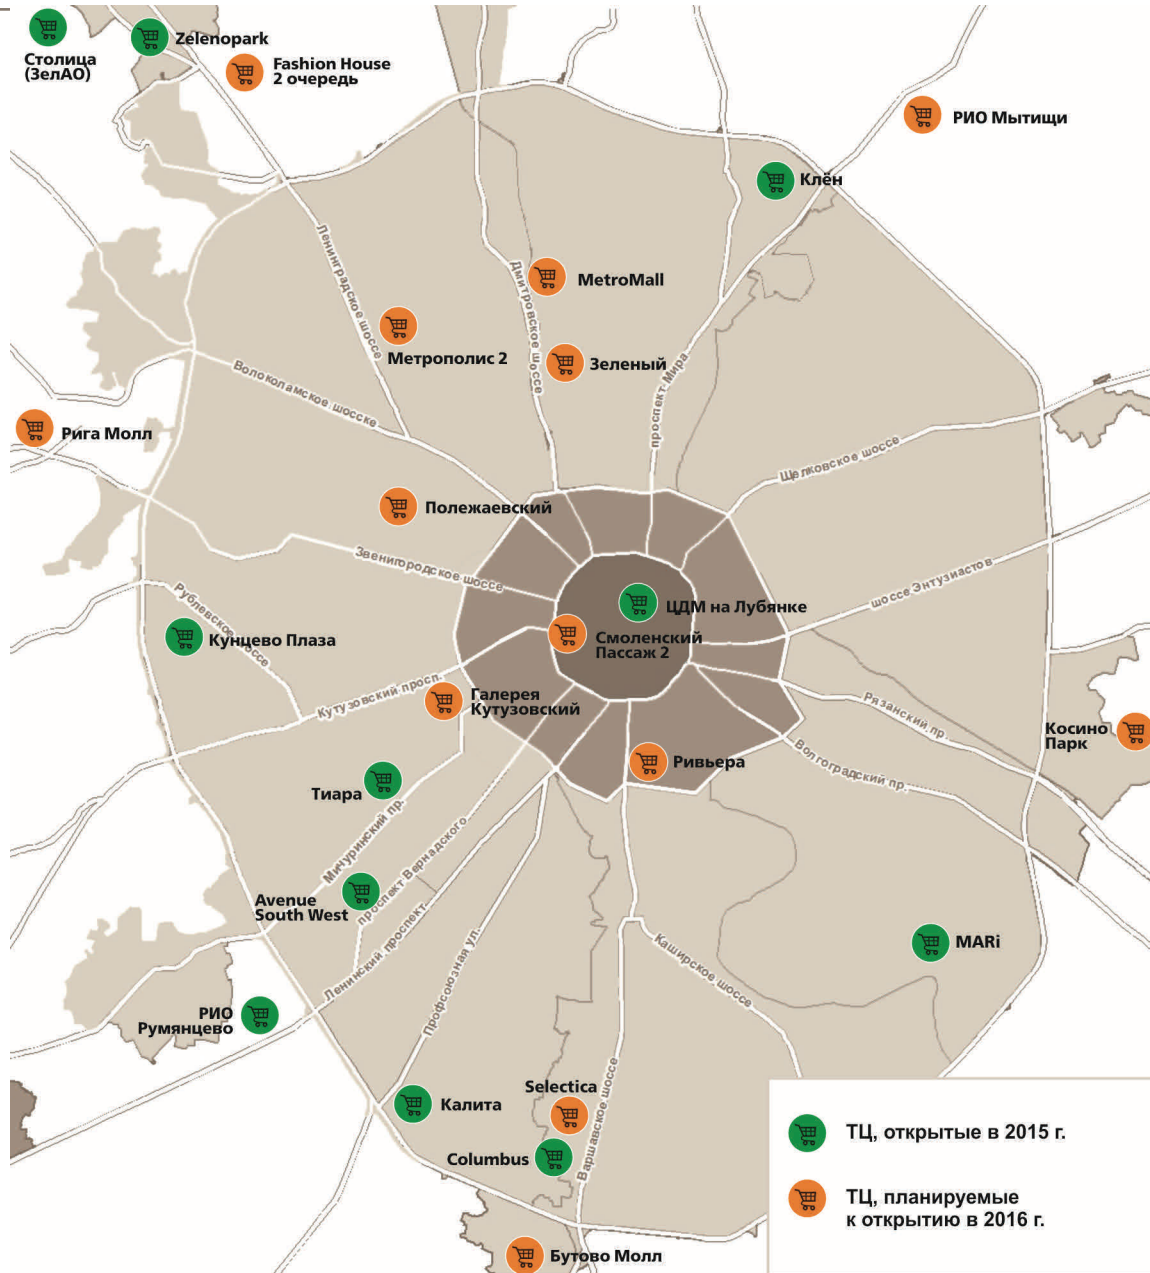 Столица
(ЗелАО)
Zelenopark
Fashion House
2 очередь
РИО Мытищи
Клён
Ленинградское шоссе
Дмитровское шоссе
MetroMall
Метрополис 2
Зеленый
проспект Мира
Волоколамское шосске
Рига Молл
Щелковское шоссе
Полежаевский
Звенигородское шоссе
шоссе Энтузиастов
Рублевское шоссе
ЦДМ на Лубянке
Кунцево Плаза
Смоленский
Пассаж 2
Кутузовский просп.
Галерея
Кутузовский
Рязанский пр.
Косино
Парк
Ривьера
Волгоградский пр.
Тиара
Мичуринский пр.
проспект Вернадского
Avenue
South West
Ленинский проспект
Профсоюзная ул.
Каширское шоссе
MARi
РИО
Румянцево
Selectica
Калита
Варшавское шоссе
Columbus
Бутово Молл
ТЦ, открытые в 2015 г.
ТЦ, планируемые
к открытию в 2016 г.